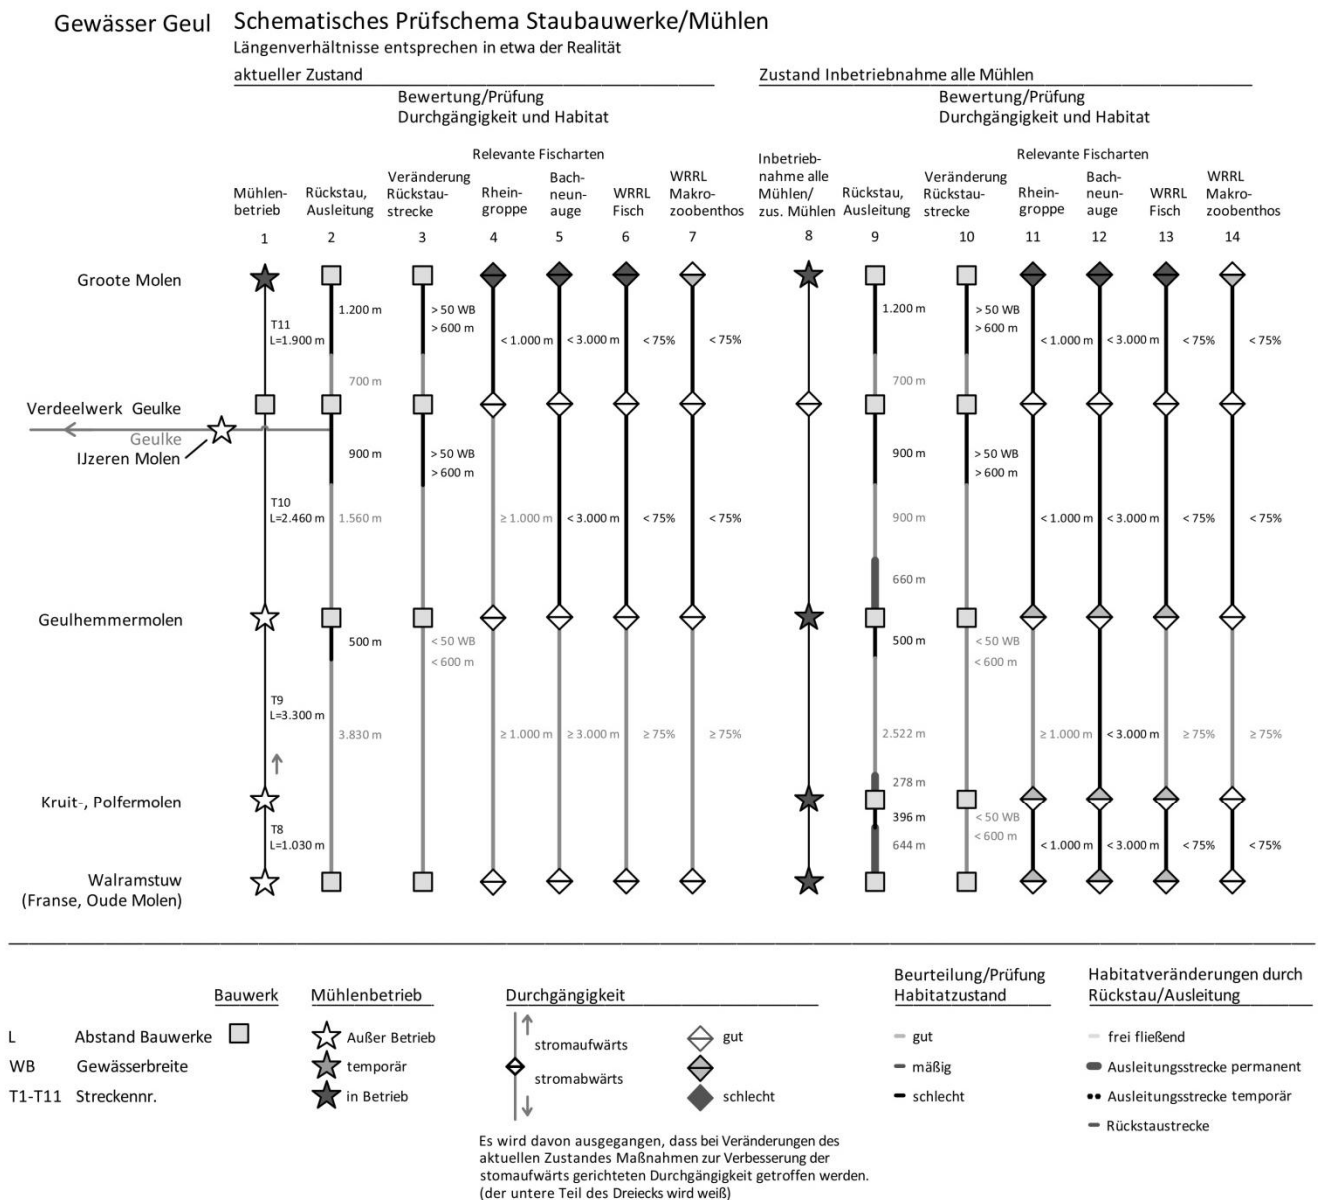 Gewässer Geul
Schematisches Prüfschema Staubauwerke/Mühlen
Längenverhältnisse entsprechen in etwa der Realität
aktueller Zustand
Zustand Inbetriebnahme alle Mühlen
Bewertung/Prüfung
Durchgängigkeit und Habitat
Bewertung/Prüfung
Durchgängigkeit und Habitat
Relevante Fischarten
Relevante Fischarten
Mühlen-
betrieb
Rückstau,
Ausleitung
Veränderung
Rückstau-
strecke
Rhein-
gruppe
Bach-
neun-
auge
WRRL
Fisch
WRRL
Makro-
zoobenthos
Inbetrieb-
nahme alle
Mühlen/
zus. Mühlen
Rückstau,
Ausleitung
Veränderung
Rückstau-
strecke
Rhein-
gruppe
Bach-
neun-
auge
WRRL
Fisch
WRRL
Makro-
zoobenthos
1 2 3 4 5 6 7 8 9 10 11 12 13 14
Groote Molen
T11
L=1.900 m
1.200 m
> 50 WB
> 600 m
< 1.000 m < 3.000 m < 75% < 75%
700 m
1.200 m
> 50 WB
> 600 m
< 1.000 m < 3.000 m < 75% < 75%
700 m
Verdeelwerk Geulke
Geulke
IJzeren Molen
900 m
> 50 WB
> 600 m
900 m
> 50 WB
> 600 m
T10
L=2.460 m
1.560 m
≥ 1.000 m < 3.000 m < 75% < 75%
900 m
< 1.000 m < 3.000 m < 75% < 75%
660 m
Geulhemmermolen
500 m
< 50 WB
< 600 m
500 m
< 50 WB
< 600 m
T9
L=3.300 m
3.830 m
≥ 1.000 m ≥ 3.000 m ≥ 75% ≥ 75%
2.522 m
≥ 1.000 m < 3.000 m ≥ 75% ≥ 75%
278 m
Kruit-, Polfermolen
396 m
< 50 WB
< 600 m
T8
L=1.030 m
644 m
< 1.000 m < 3.000 m < 75% < 75%
Walramstuw
(Franse, Oude Molen)
Bauwerk
Mühlenbetrieb
Durchgängigkeit
Beurteilung/Prüfung
Habitatzustand
Habitatveränderungen durch
Rückstau/Ausleitung
L Abstand Bauwerke
WB Gewässerbreite
T1-T11 Streckennr.
Außer Betrieb
temporär
in Betrieb
stromaufwärts
stromabwärts
gut
schlecht
gut
mäßig
schlecht
frei fließend
Ausleitungsstrecke permanent
Ausleitungsstrecke temporär
Rückstaustrecke
Es wird davon ausgegangen, dass bei Veränderungen des
aktuellen Zustandes Maßnahmen zur Verbesserung der
stomaufwärts gerichteten Durchgängigkeit getroffen werden.
(der untere Teil des Dreiecks wird weiß)